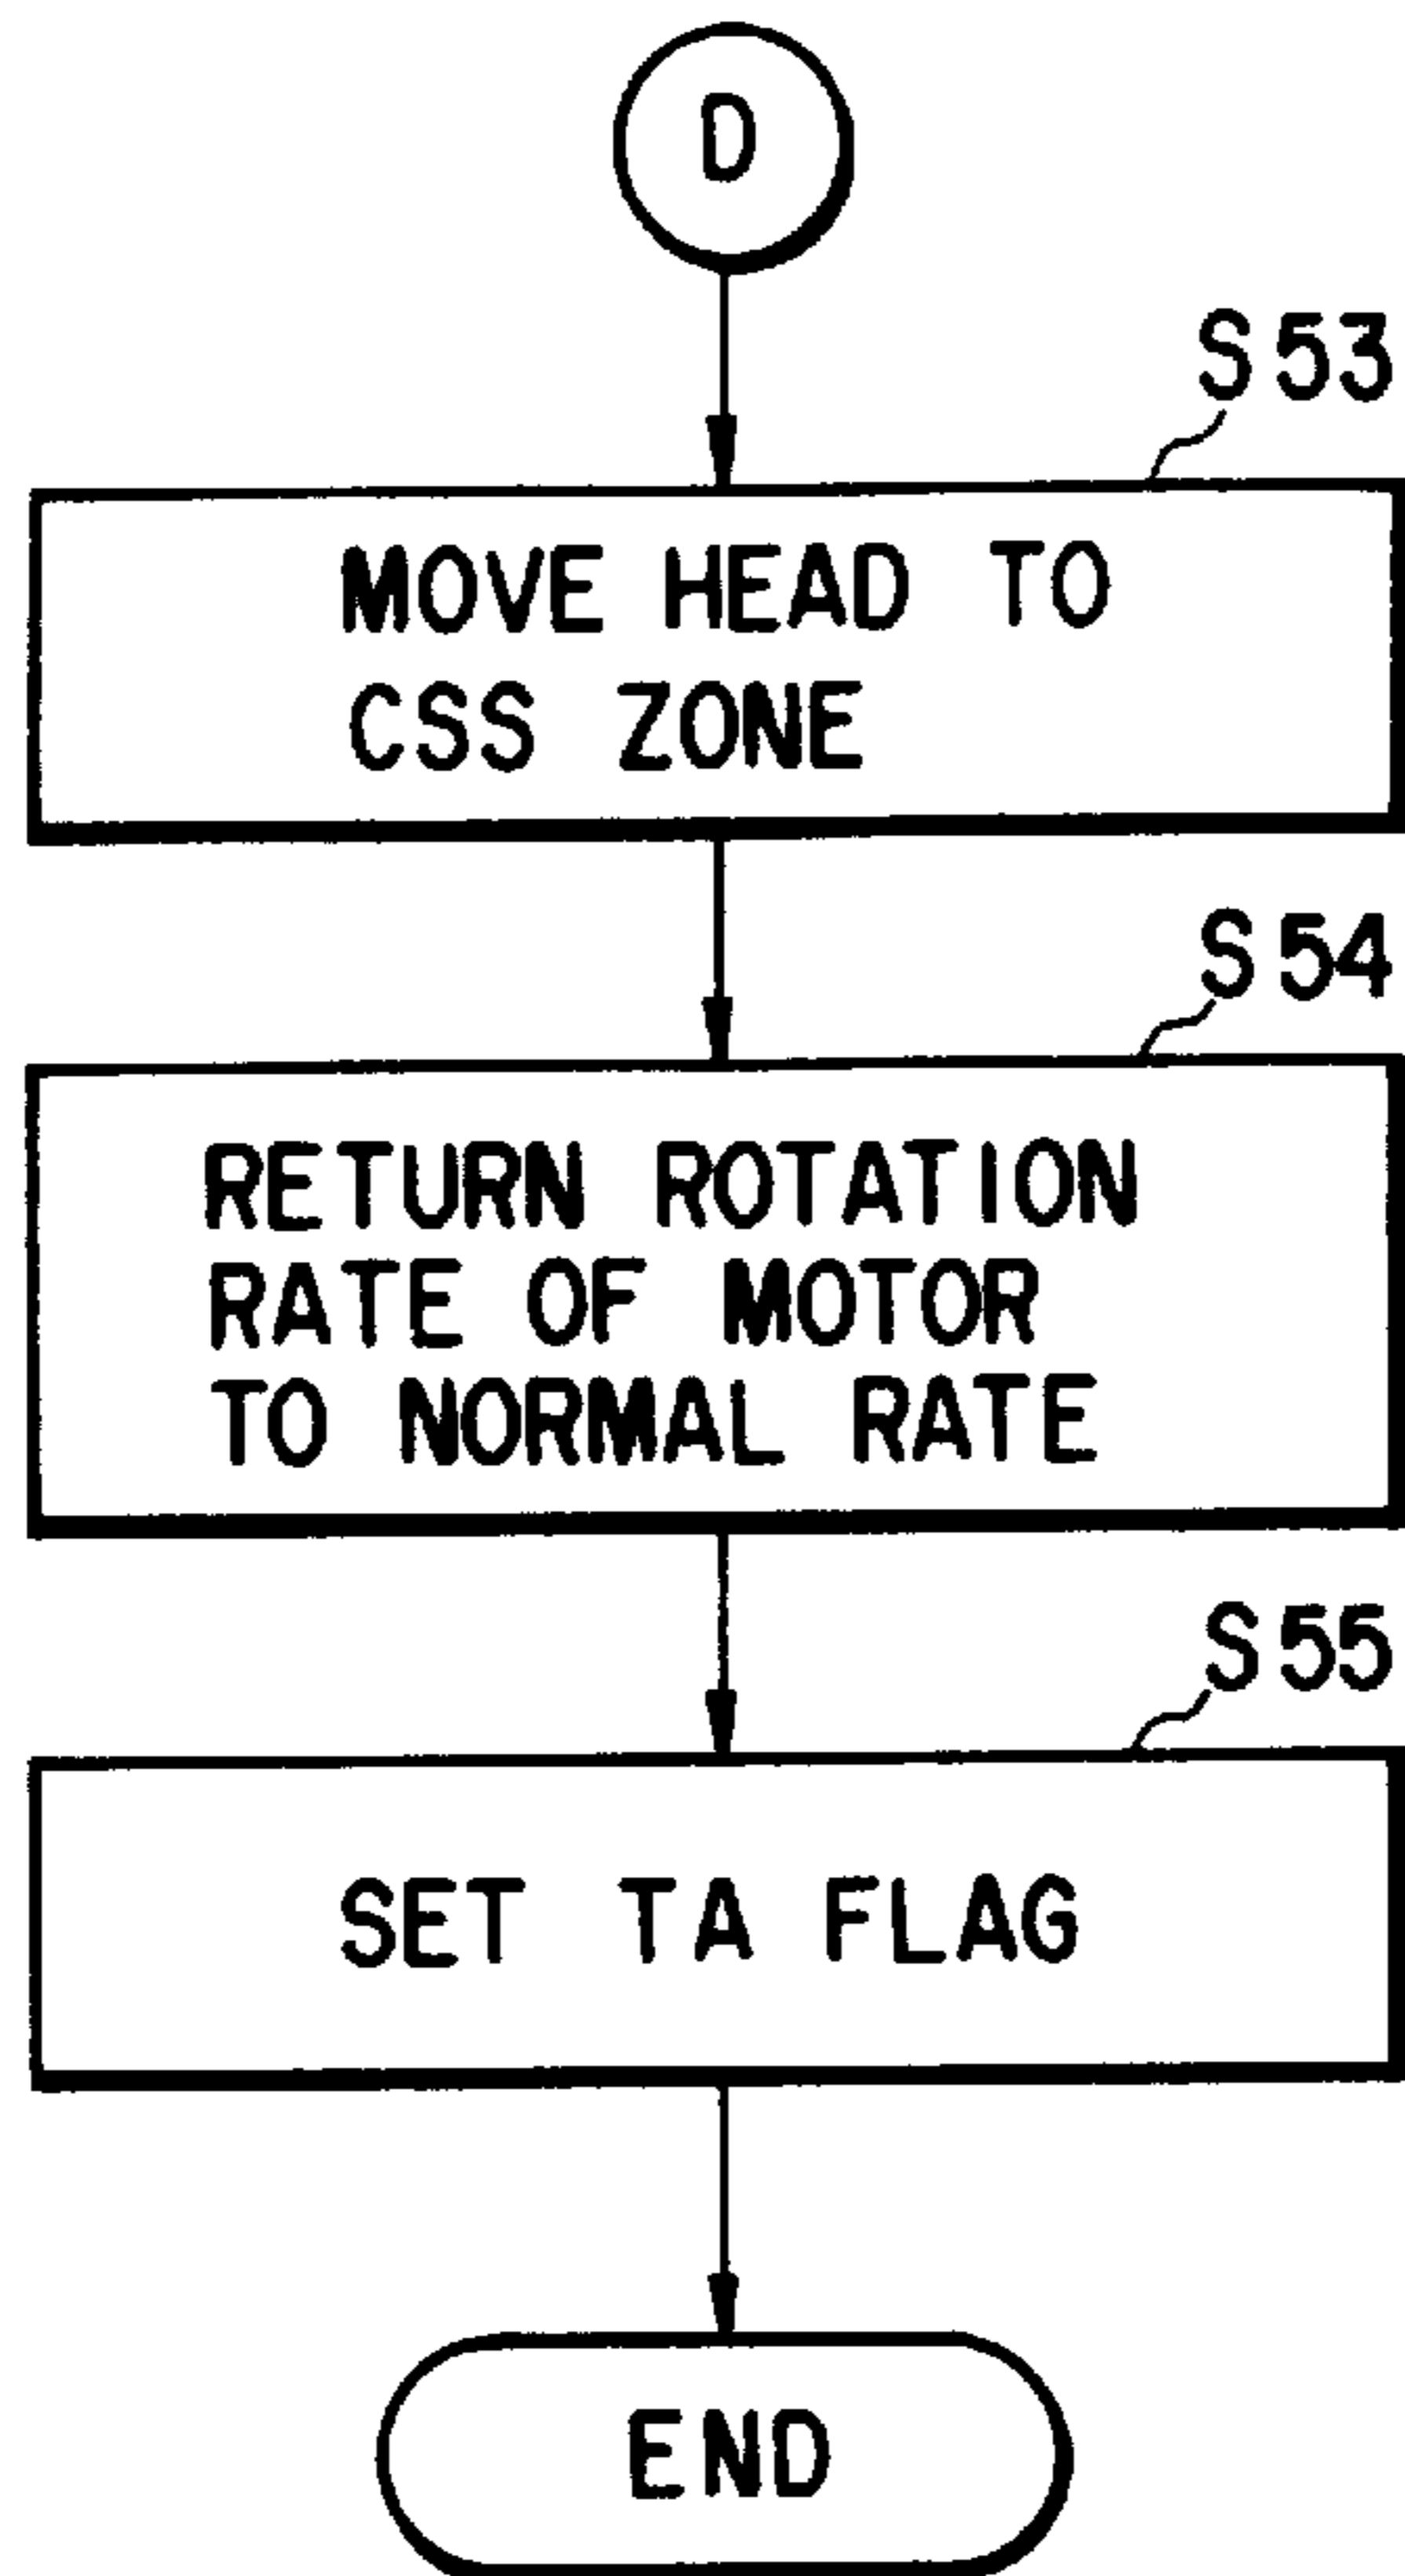 D
S53
MOVE HEAD TO
CSS ZONE
S54
RETURN ROTATION
RATE OF MOTOR
TO NORMAL RATE
S55
SET TA FLAG
END